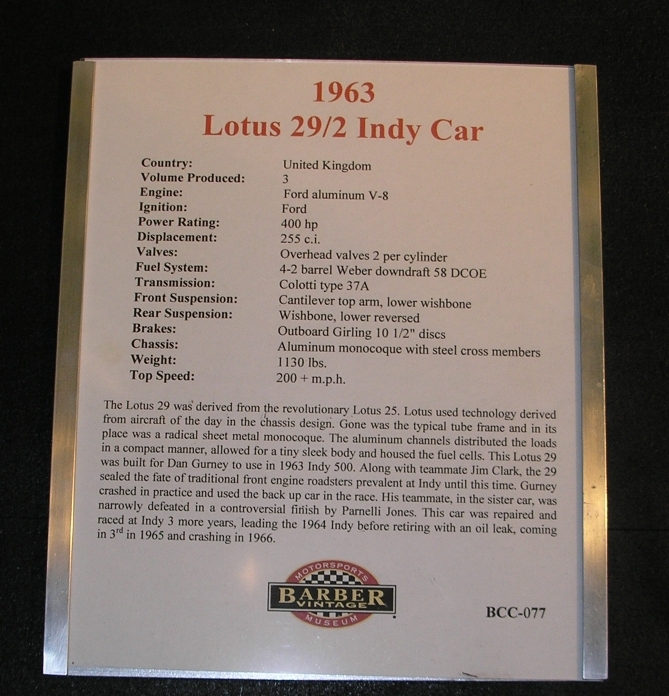 1963
Lotus 29/2 Indy Car
Country: United Kingdom
Volume Produced: 3
Engine: Ford aluminum V-8
Ignition: Ford
Power Rating: 400 hp
Displacement: 255 c.i.
Valves: Overhead valves 2 per cylinder
Fuel System: 4-2 barrel Weber downdraft 58 DCOE
Transmission: Colotti type 37A
Front Suspension: Cantilever top arm, lower wishbone
Rear Suspension: Wishbone, lower reversed
Brakes: Outboard Girling 10 1/2" discs
Chassis: Aluminum monocoque with steel cross members
Weight: 1130 lbs.
Top Speed: 200 + m.p.h.
The Lotus 29 was derived from the revolutionary Lotus 25. Lotus used technology derived
from aircraft of the day in the chassis design. Gone was the typical tube frame and in its
place was a radical sheet metal monocoque. The aluminum channels distributed the loads
in a compact manner, allowed for a tiny sleek body and housed the fuel cells. This Lotus 29
was built for Dan Gurney to use in 1963 Indy 500. Along with teammate Jim Clark, the 29
sealed the fate of traditional front engine roadsters prevalent at Indy until this time. Gurney
crashed in practice and used the back up car in the race. His teammate, in the sister car, was
narrowly defeated in a controversial finish by Parnelli Jones. This car was repaired and
raced at Indy 3 more years, leading the 1964 Indy before retiring with an oil leak, coming
in 3rd in 1965 and crashing in 1966.
MOTORSPORTS
BARBER
VINTAGE
MUSEUM
BCC-077